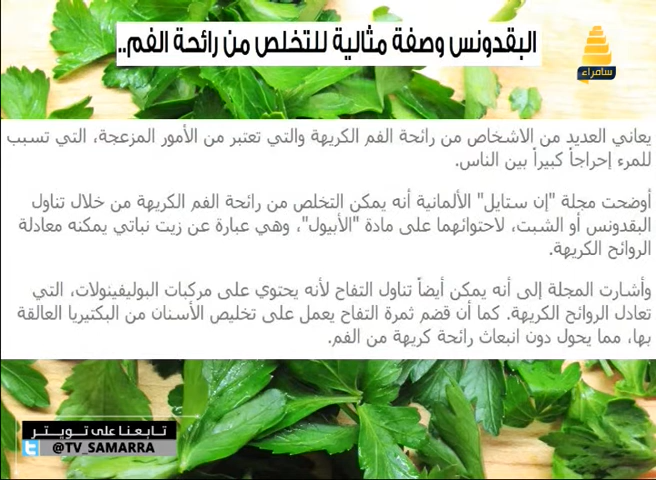 البقدونس وصفة مثالية للتخلص من رائحة الفم..
سامراء
يعاني العديد من الاشخاص من رائحة الفم الكريهة والتي تعتبر من الأمور المزعجة، التي تسبب
للمرء إحراجاً كبيراً بين الناس.
أوضحت مجلة "إن ستايل" الألمانية أنه يمكن التخلص من رائحة الفم الكريهة من خلال تناول
البقدونس أو الشبت، لاحتوائهما على مادة "الأبيول"، وهي عبارة عن زيت نباتي يمكنه معادلة
الروائح الكريهة.
وأشارت المجلة إلى أنه يمكن أيضاً تناول التفاح لأنه يحتوي على مركبات البوليفينولات، التي
تعادل الروائح الكريهة. كما أن قضم ثمرة التفاح يعمل على تخليص الأسنان من البكتيريا العالقة
بها، مما يحول دون انبعاث رائحة كريهة من الفم.
تابعنا على تويتر
@TV_SAMARRA